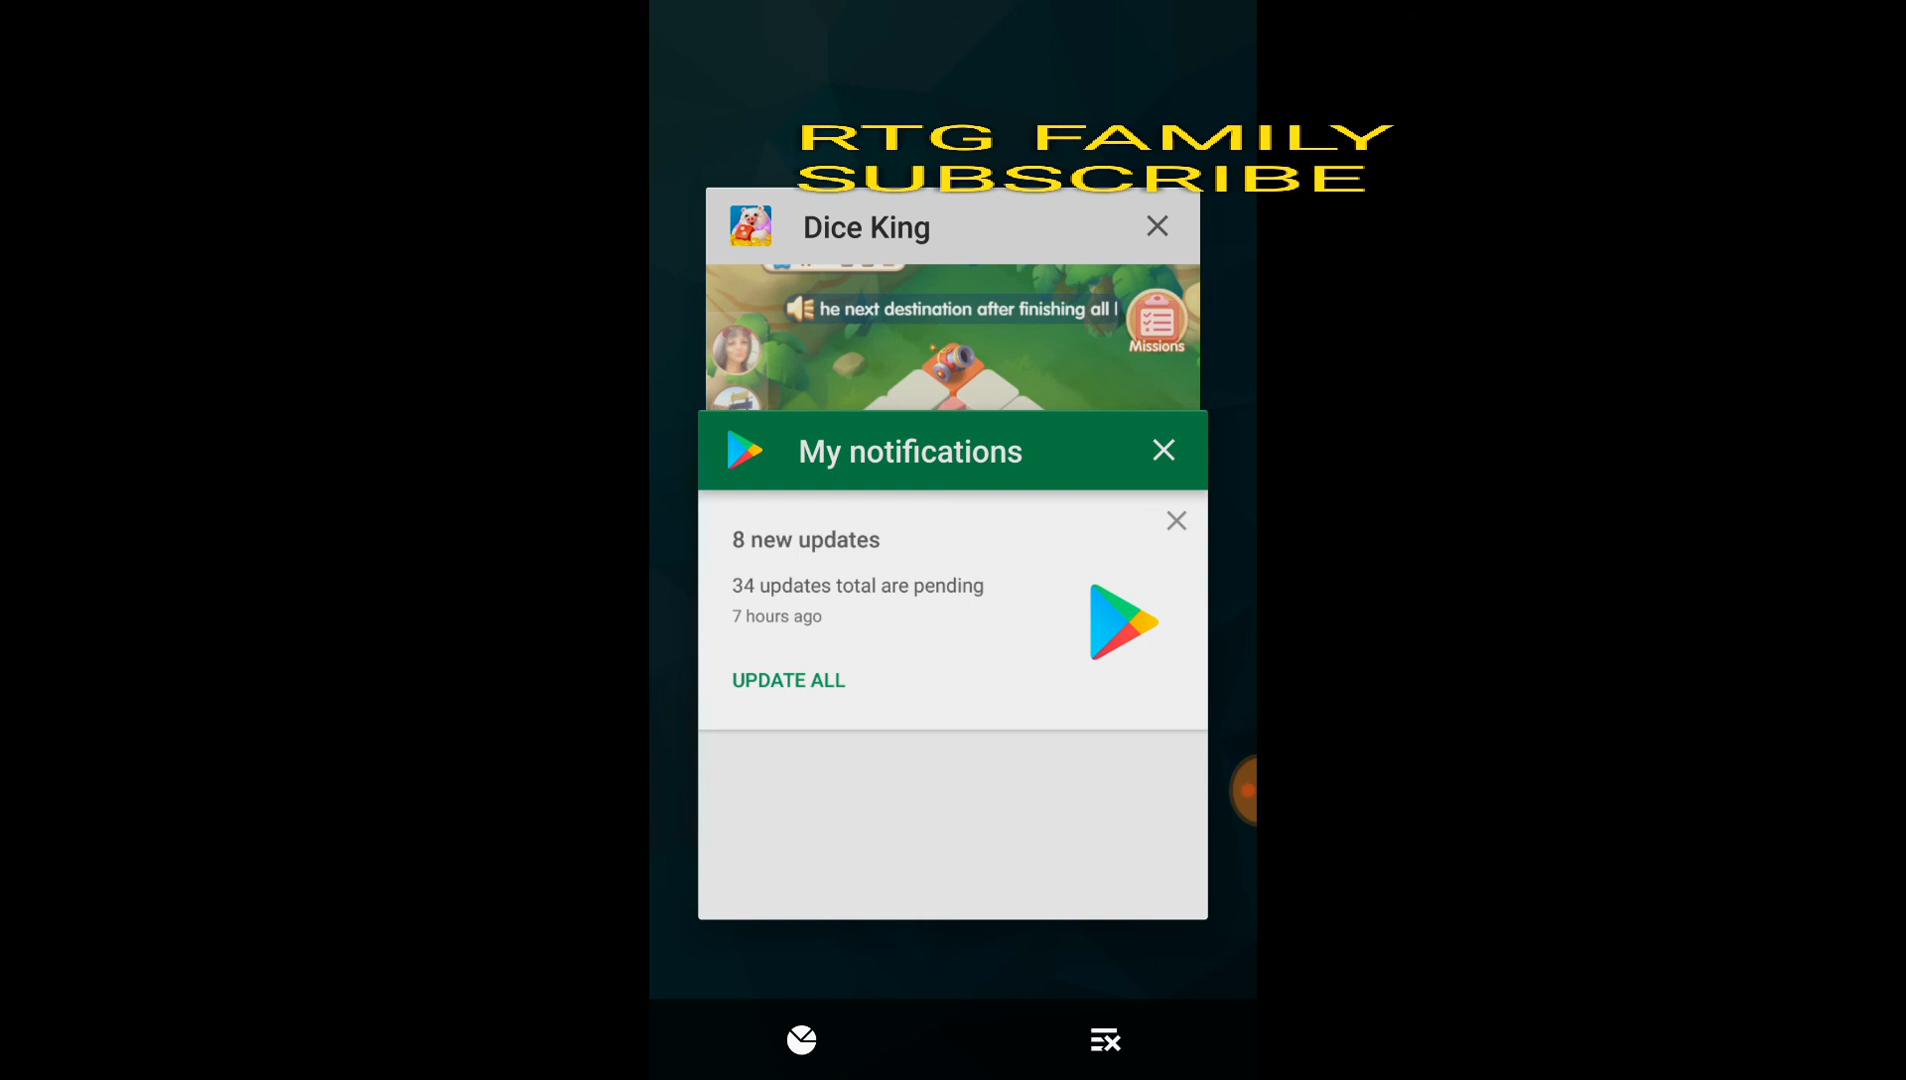 RTG FAMILY
SUBSCRIBE
Dice King
he next destination after finishing all
Missions
My notifications
8 new updates
34 updates total are pending
7 hours ago
UPDATE ALL